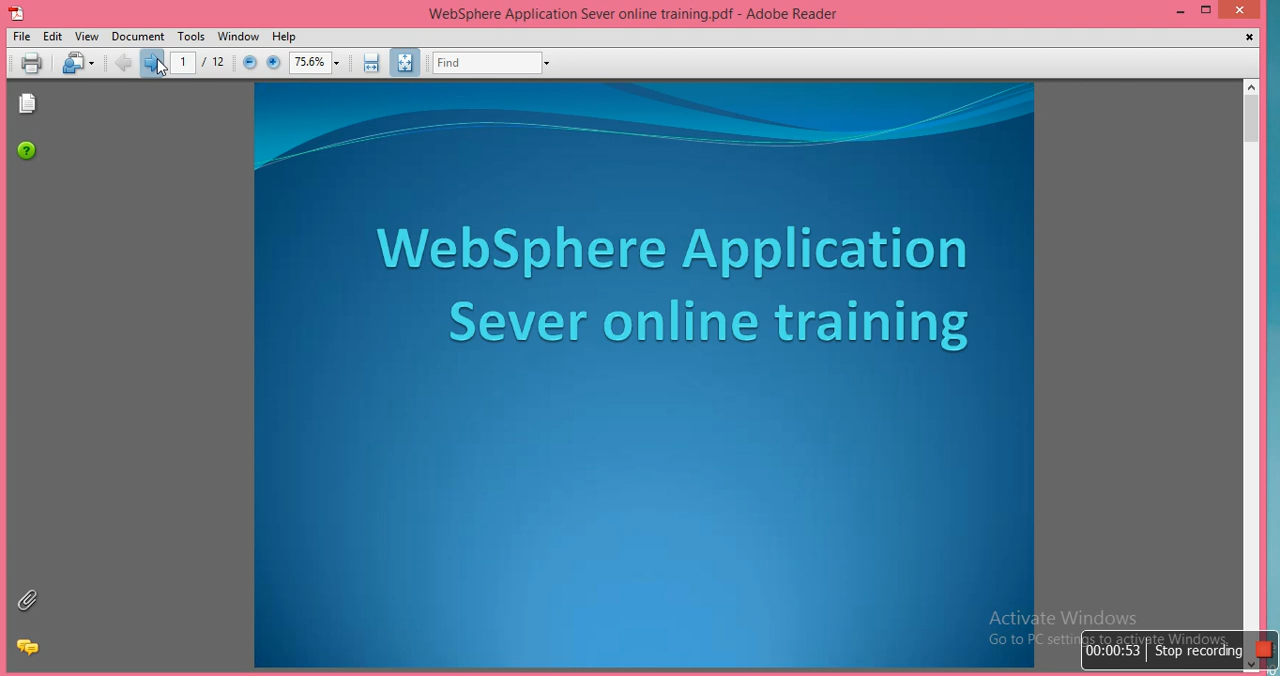 WebSphere Application Sever online training.pdf - Adobe Reader
File Edit View Document Tools Window Help
1 / 12 75.6% Find
WebSphere Application
Sever online training
Activate Windows
Go to PC settings to activate Windows.
00:00:53 Stop recording